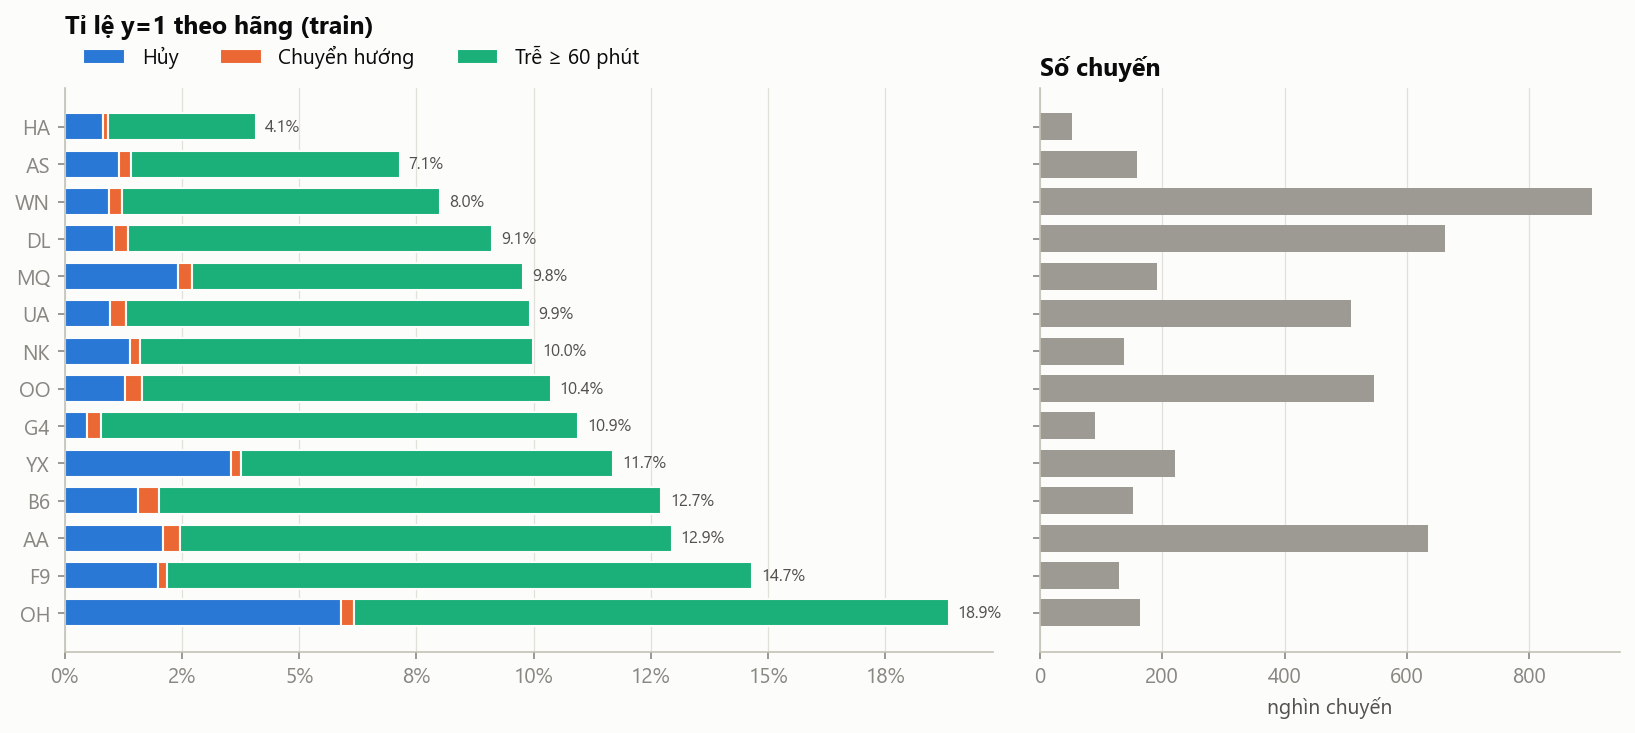 Tỉ lệ y=1 theo hãng (train)
Hủy
Chuyển hướng
Trễ ≥ 60 phút
HA
4.1%
AS
7.1%
WN
8.0%
DL
9.1%
MQ
9.8%
UA
9.9%
NK
10.0%
OO
10.4%
G4
10.9%
YX
11.7%
B6
12.7%
AA
12.9%
F9
14.7%
OH
18.9%
0% 2% 5% 8% 10% 12% 15% 18%
Số chuyến
0 200 400 600 800
nghìn chuyến